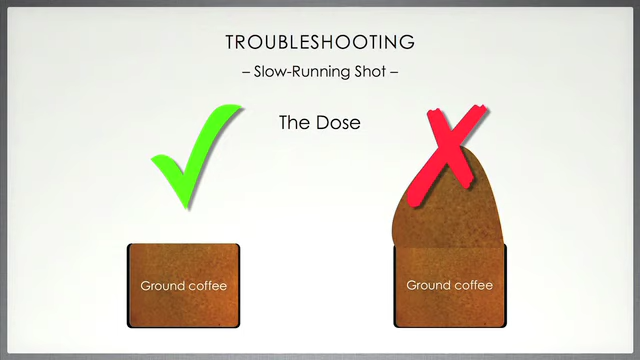 TROUBLESHOOTING
– Slow-Running Shot –
The Dose
Ground coffee
Ground coffee